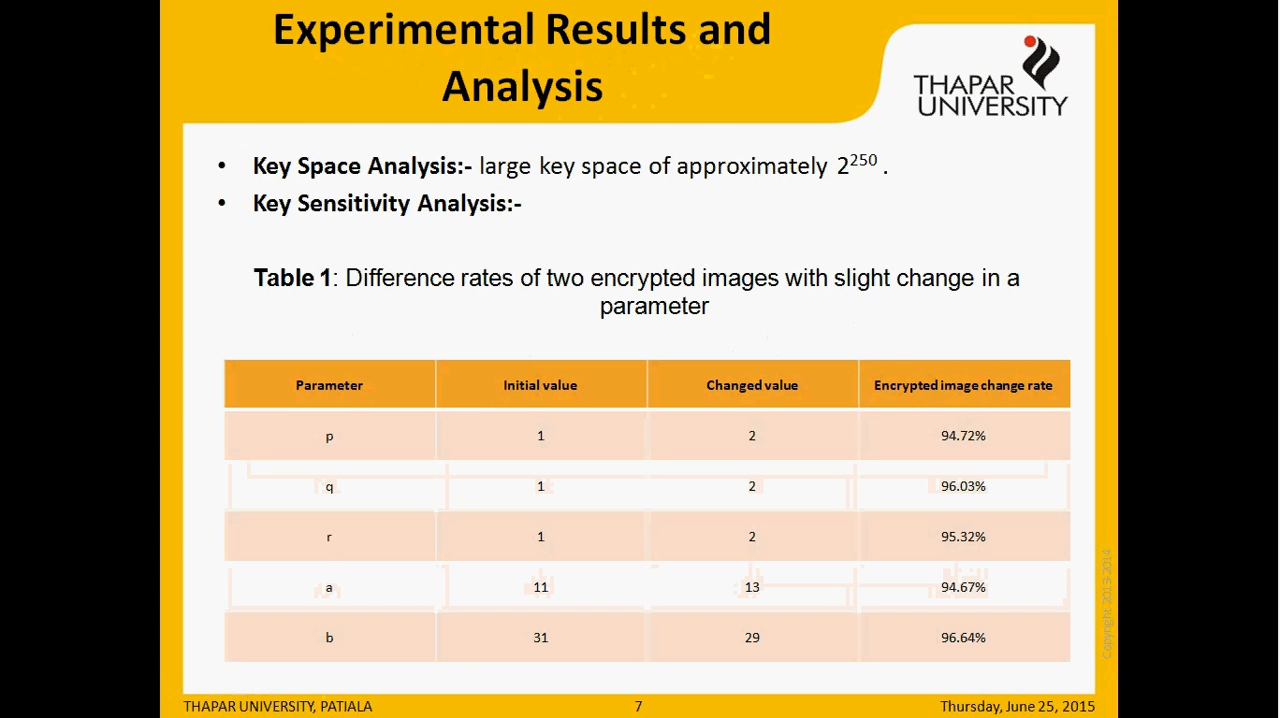 Experimental Results and
Analysis
THAPAR
UNIVERSITY
• Key Space Analysis:- large key space of approximately 2^250 .
• Key Sensitivity Analysis:-
Table 1: Difference rates of two encrypted images with slight change in a
parameter
Parameter Initial value Changed value Encrypted image change rate
p 1 2 94.72%
q 1 2 96.03%
r 1 2 95.32%
a 11 13 94.67%
b 31 29 96.64%
Copyright 2013-2014
THAPAR UNIVERSITY, PATIALA 7 Thursday, June 25, 2015